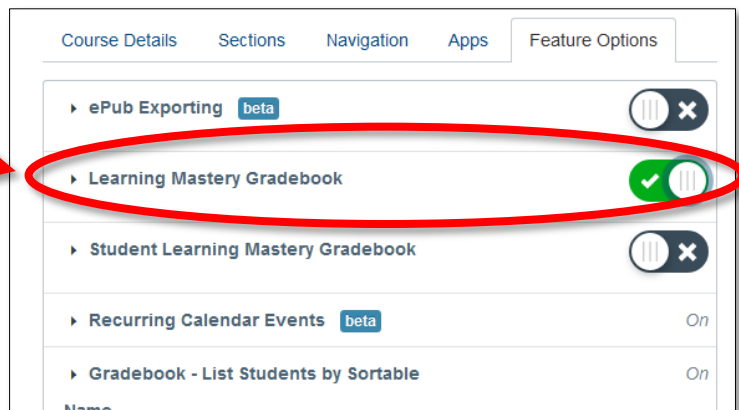 Course Details Sections Navigation Apps Feature Options
ePub Exporting beta
Learning Mastery Gradebook
Student Learning Mastery Gradebook
Recurring Calendar Events beta On
Gradebook - List Students by Sortable On
Name